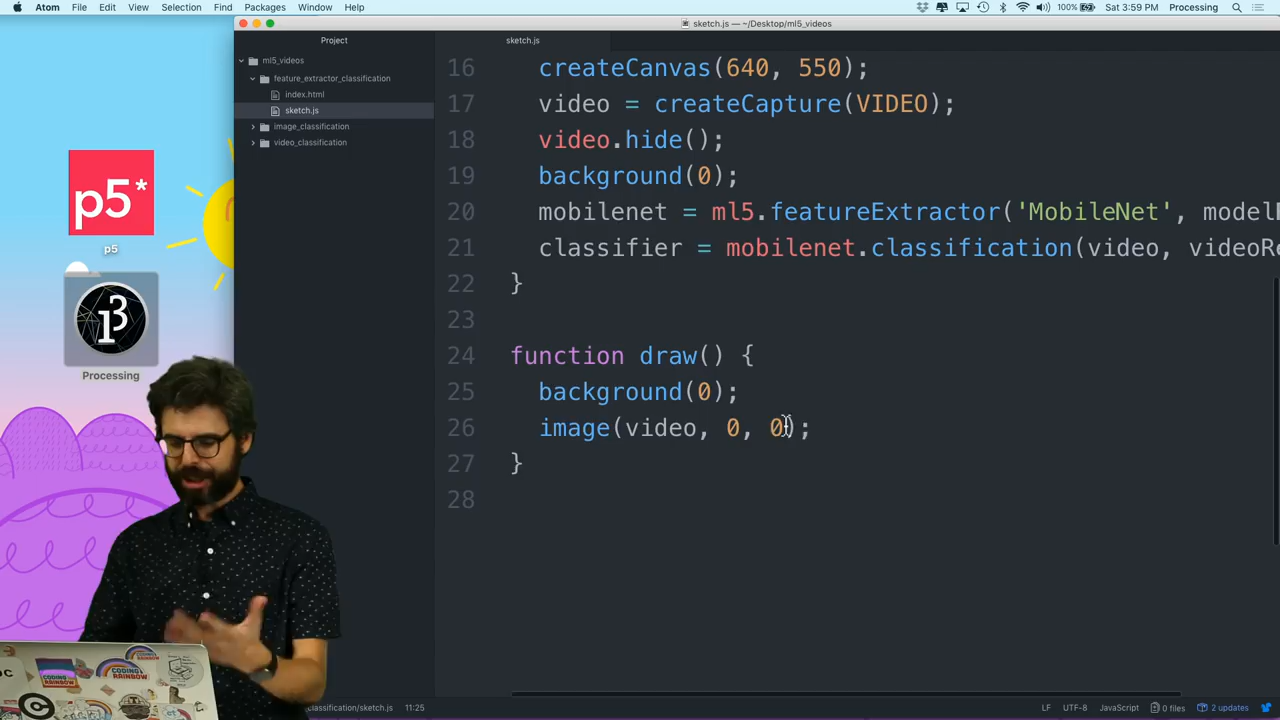 Atom File Edit View Selection Find Packages Window Help
100% Sat 3:59 PM Processing
sketch.js — ~/Desktop/ml5_videos
Project
sketch.js
ml5_videos
feature_extractor_classification
index.html
sketch.js
image_classification
video_classification
16 createCanvas(640, 550);
17 video = createCapture(VIDEO);
18 video.hide();
19 background(0);
20 mobilenet = ml5.featureExtractor('MobileNet', model
21 classifier = mobilenet.classification(video, videoRe
22 }
23
24 function draw() {
25 background(0);
26 image(video, 0, 0);
27 }
28
p5*
p5
Processing
CODING
RAINBOW
CODING
RAINBOW
classification/sketch.js 11:25
LF UTF-8 JavaScript 0 files 2 updates